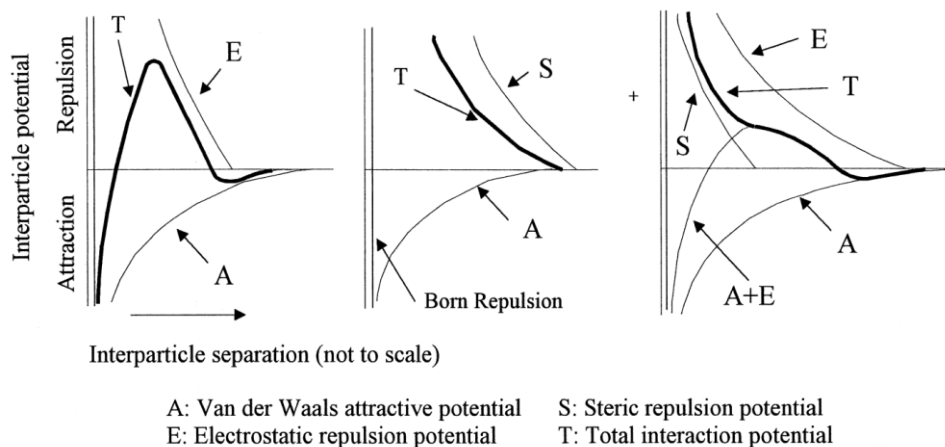 Interparticle potential
Repulsion
Attraction
T
E
A
S
T
A
Born Repulsion
+
E
T
S
A
A+E
Interparticle separation (not to scale)
A: Van der Waals attractive potential S: Steric repulsion potential
E: Electrostatic repulsion potential T: Total interaction potential